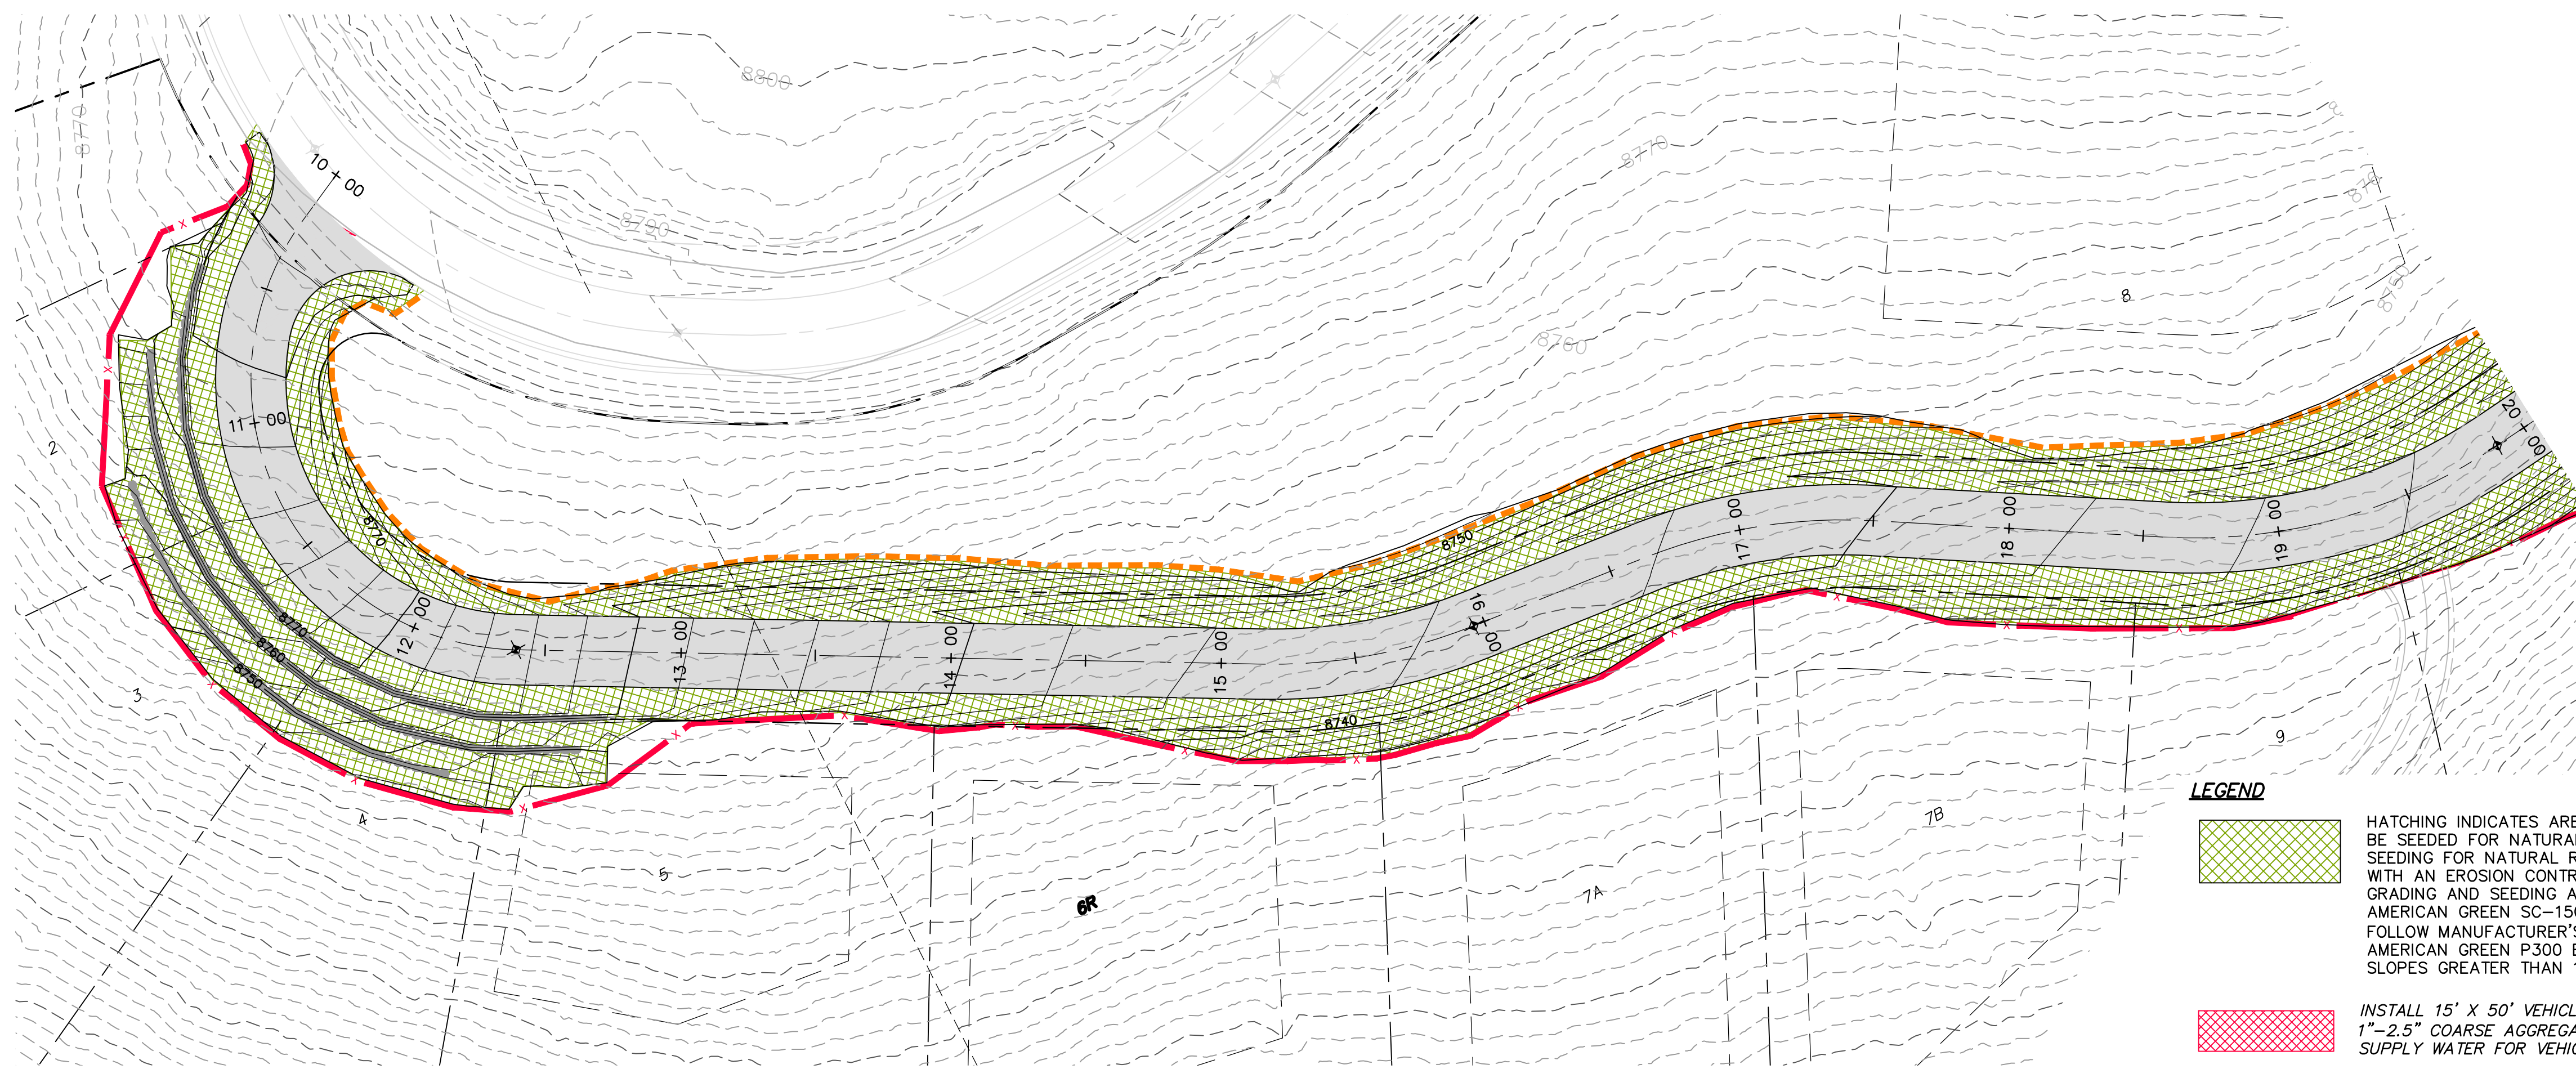 8800
8770
10 + 00
8790
8770
870
8750
8
8760
11 + 00
20 + 00
2
8770
8750
17 + 00
18 + 00
19 + 00
12 + 00
16 + 00
8770
8760
8750
13 + 00
14 + 00
15 + 00
3
8740
9
4
5
6R
7A
7B
LEGEND
HATCHING INDICATES ARE
BE SEEDED FOR NATURAL
SEEDING FOR NATURAL R
WITH AN EROSION CONTR
GRADING AND SEEDING A
AMERICAN GREEN SC-150
FOLLOW MANUFACTURER'S
AMERICAN GREEN P300 E
SLOPES GREATER THAN
INSTALL 15' X 50' VEHICL
1"-2.5" COARSE AGGREGA
SUPPLY WATER FOR VEHIC